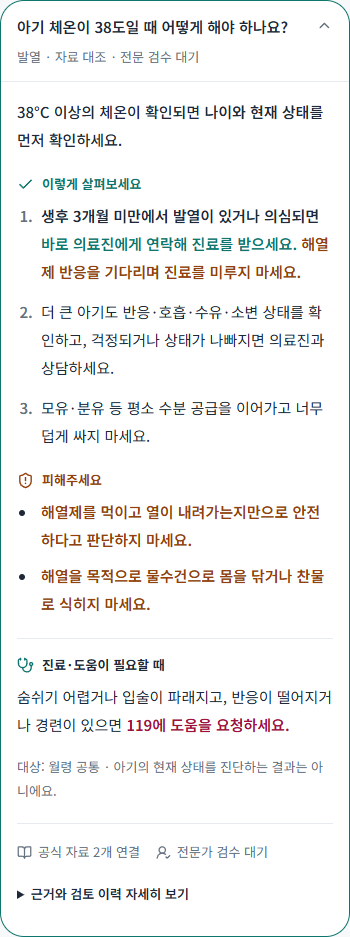 아기 체온이 38도일 때 어떻게 해야 하나요?
발열 · 자료 대조 · 전문 검수 대기
38°C 이상의 체온이 확인되면 나이와 현재 상태를
먼저 확인하세요.
이렇게 살펴보세요
1. 생후 3개월 미만에서 발열이 있거나 의심되면
바로 의료진에게 연락해 진료를 받으세요. 해열
제 반응을 기다리며 진료를 미루지 마세요.
2. 더 큰 아기도 반응·호흡·수유·소변 상태를 확
인하고, 걱정되거나 상태가 나빠지면 의료진과
상담하세요.
3. 모유·분유 등 평소 수분 공급을 이어가고 너무
덥게 싸지 마세요.
피해주세요
• 해열제를 먹이고 열이 내려가는지만으로 안전
하다고 판단하지 마세요.
• 해열을 목적으로 물수건으로 몸을 닦거나 찬물
로 식히지 마세요.
진료·도움이 필요할 때
숨쉬기 어렵거나 입술이 파래지고, 반응이 떨어지거
나 경련이 있으면 119에 도움을 요청하세요.
대상: 월령 공통 · 아기의 현재 상태를 진단하는 결과는 아
니에요.
공식 자료 2개 연결 전문가 검수 대기
▶ 근거와 검토 이력 자세히 보기